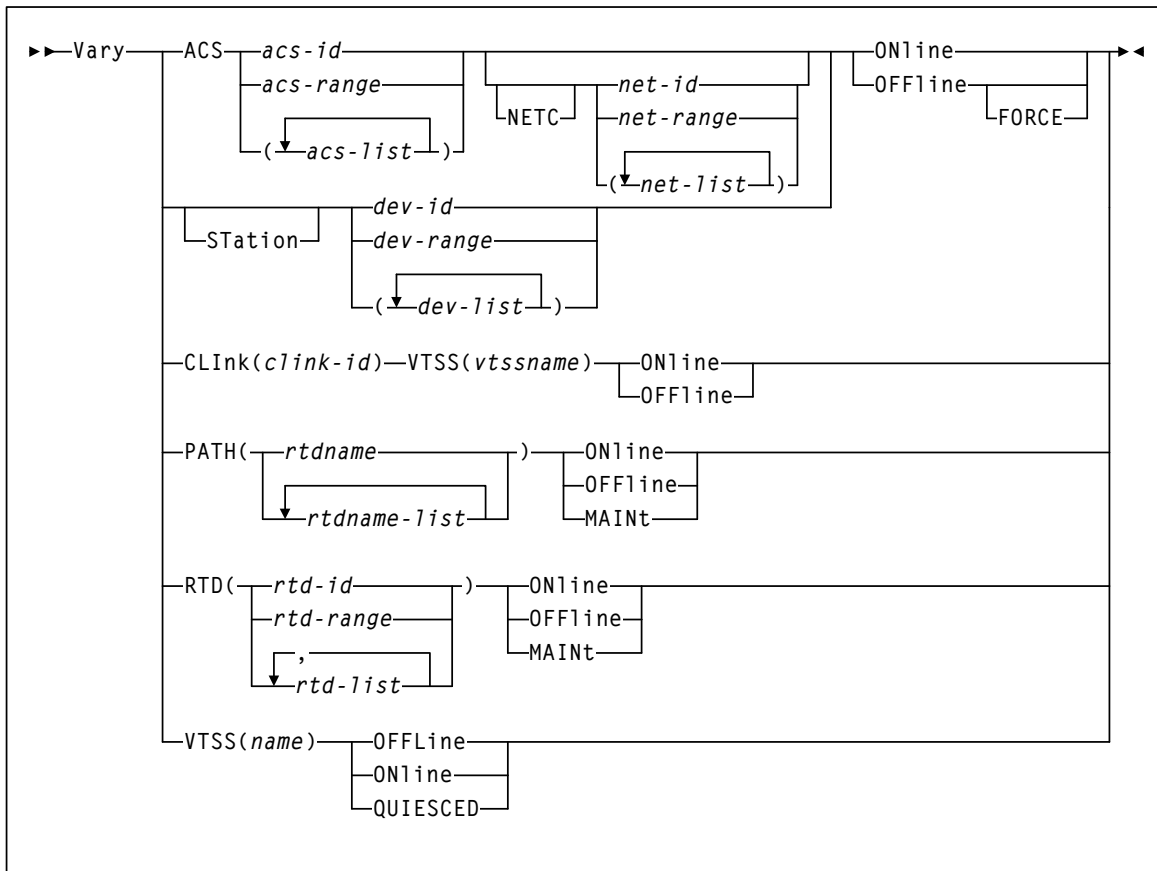 Vary ACS acs-id ONline
acs-range net-id OFFline
NETC net-range FORCE
( acs-list )
( net-list )
dev-id
STation dev-range
( dev-list )
CLInk(clink-id) VTSS(vtssname) ONline
OFFline
PATH( rtdname ) ONline
OFFline
rtdname-list MAINt
RTD( rtd-id ) ONline
rtd-range OFFline
, MAINt
rtd-list
VTSS(name) OFFLine
ONline
QUIESCED